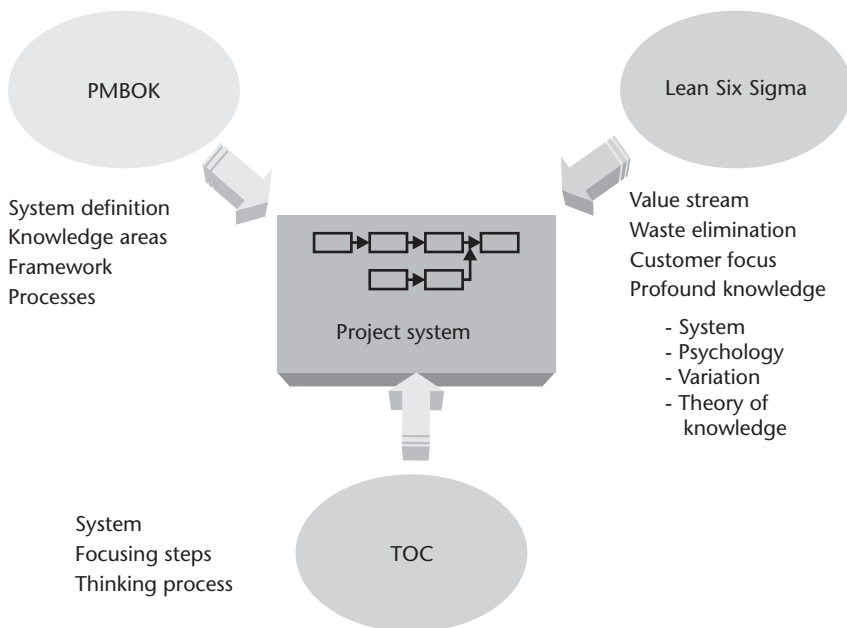 PMBOK
Lean Six Sigma
System definition
Knowledge areas
Framework
Processes
Value stream
Waste elimination
Customer focus
Profound knowledge
- System
- Psychology
- Variation
- Theory of
knowledge
Project system
System
Focusing steps
Thinking process
TOC